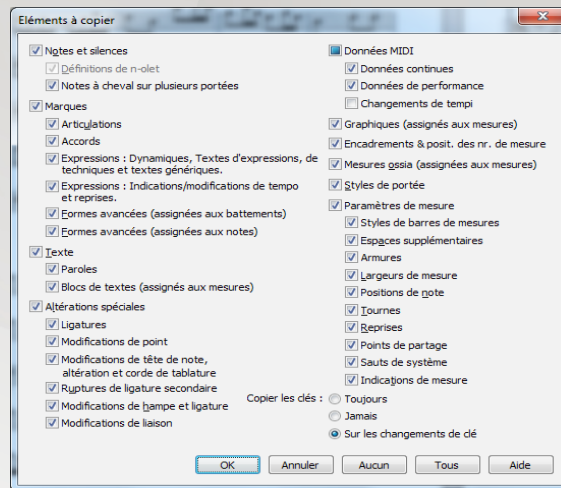 Eléments à copier
Notes et silences
Définitions de n-olet
Notes à cheval sur plusieurs portées
Marques
Articulations
Accords
Expressions : Dynamiques, Textes d'expressions, de
techniques et textes génériques.
Expressions : Indications/modifications de tempo
et reprises.
Formes avancées (assignées aux battements)
Formes avancées (assignées aux notes)
Texte
Paroles
Blocs de textes (assignés aux mesures)
Altérations spéciales
Ligatures
Modifications de point
Modifications de tête de note,
altération et corde de tablature
Ruptures de ligature secondaire
Modifications de hampe et ligature
Modifications de liaison
Données MIDI
Données continues
Données de performance
Changements de tempi
Graphiques (assignés aux mesures)
Encadrements & posit. des nr. de mesure
Mesures ossia (assignées aux mesures)
Styles de portée
Paramètres de mesure
Styles de barres de mesures
Espaces supplémentaires
Armures
Largeurs de mesure
Positions de note
Tournes
Reprises
Points de partage
Sauts de système
Indications de mesure
Copier les clés : Toujours
Jamais
Sur les changements de clé
OK Annuler Aucun Tous Aide